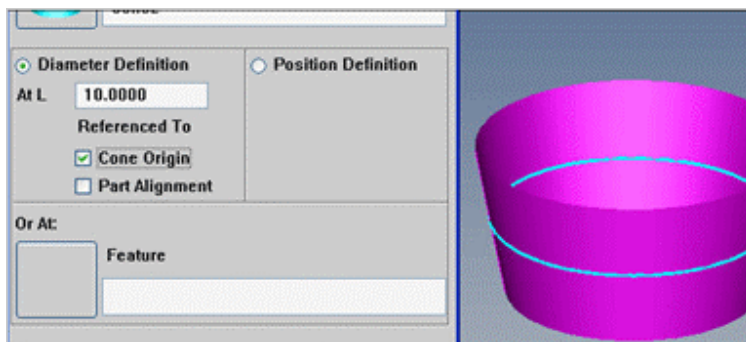 Diameter Definition
Position Definition
At L 10.0000
Referenced To
Cone Origin
Part Alignment
Or At:
Feature